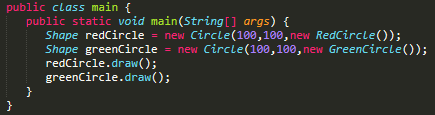 public class main {
public static void main(String[] args) {
Shape redCircle = new Circle(100,100,new RedCircle());
Shape greenCircle = new Circle(100,100,new GreenCircle());
redCircle.draw();
greenCircle.draw();
}
}